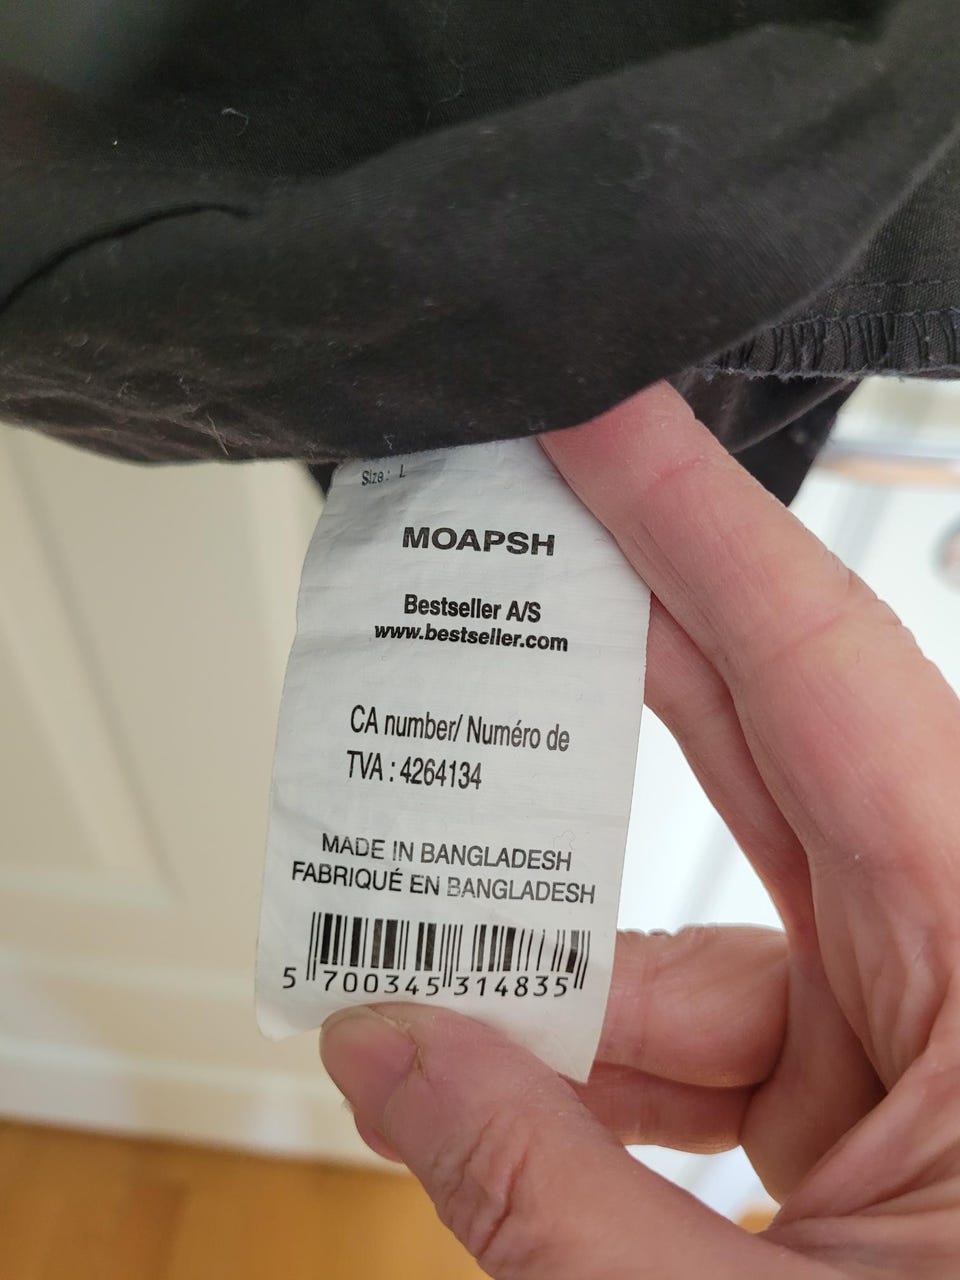 Size: L
MOAPSH
Bestseller A/S
www.bestseller.com
CA number/ Numéro de
TVA : 4264134
MADE IN BANGLADESH
FABRIQUÉ EN BANGLADESH
5 700345 314835